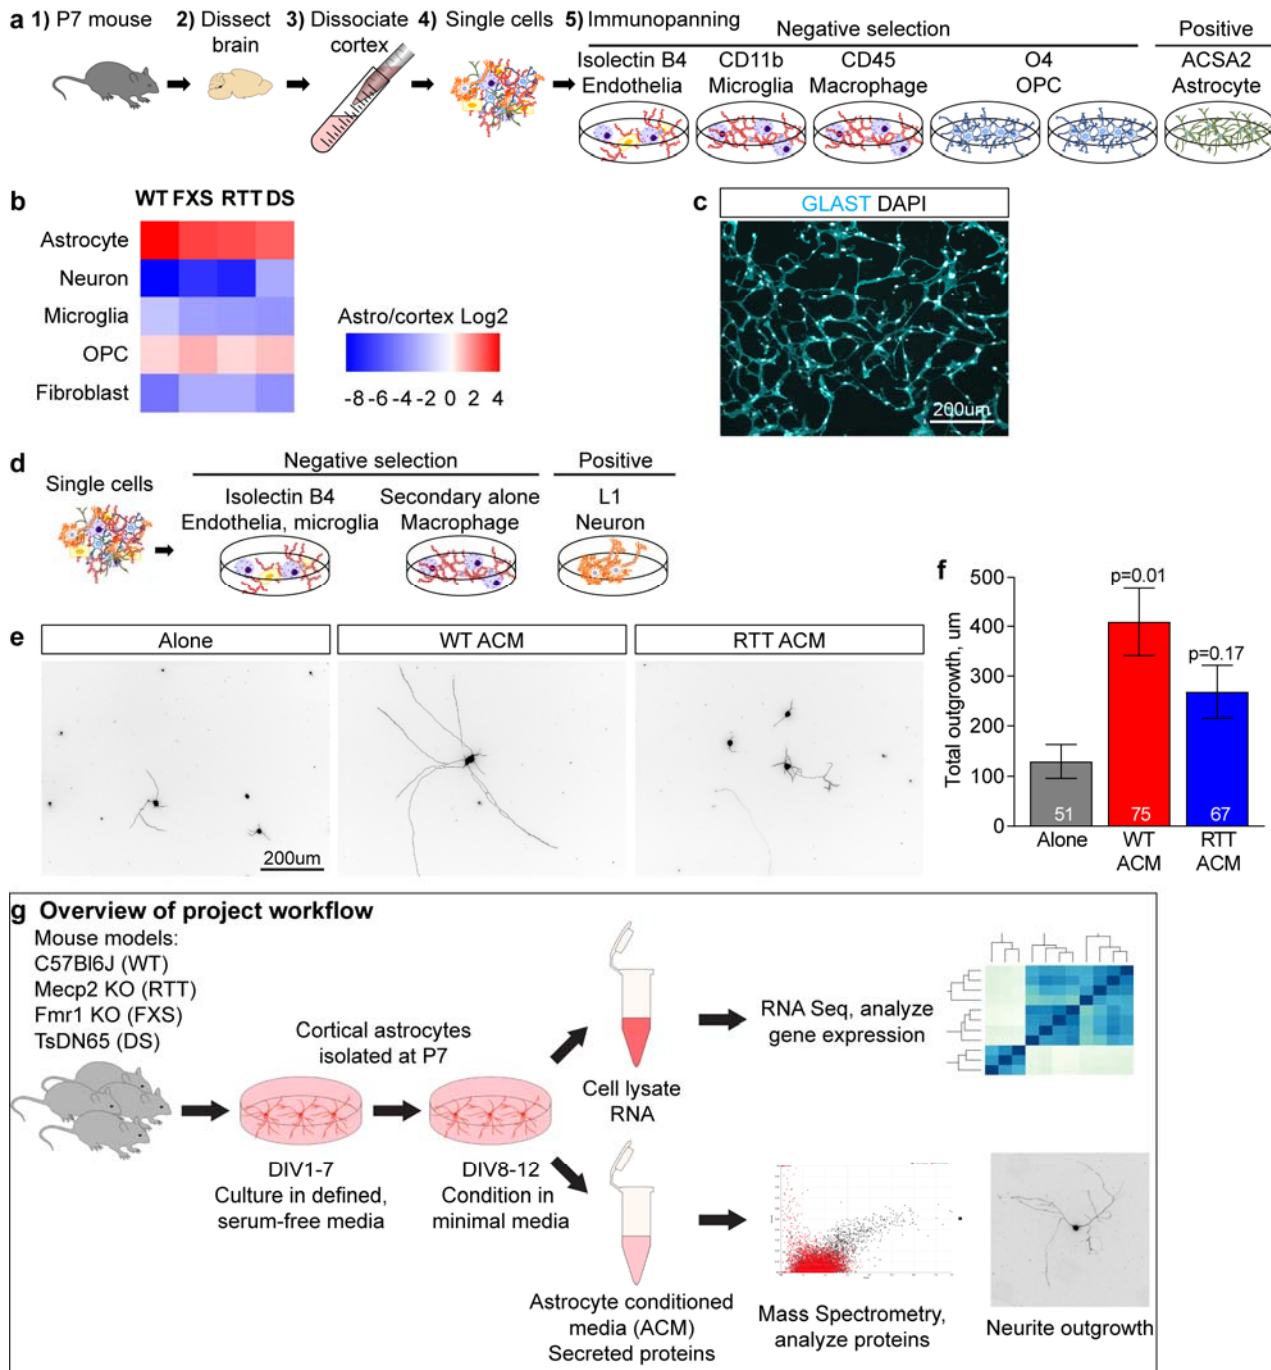 a 1) P7 mouse 2) Dissect 3) Dissociate 4) Single cells 5) Immunopanning
brain cortex
Negative selection Positive
Isolectin B4 CD11b CD45 O4 ACSA2
Endothelia Microglia Macrophage OPC Astrocyte
b
WT FXS RTT DS
Astrocyte
Neuron
Microglia
OPC
Fibroblast
Astro/cortex Log2
-8 -6 -4 -2 0 2 4
c
GLAST DAPI
200um
d
Negative selection Positive
Single cells
Isolectin B4 Secondary alone L1
Endothelia, microglia Macrophage Neuron
e
Alone WT ACM RTT ACM
200um
f
Total outgrowth, um
500
400
300
200
100
0
p=0.01
p=0.17
51 75 67
Alone WT RTT
ACM ACM
g Overview of project workflow
Mouse models:
C57Bl6J (WT)
Mecp2 KO (RTT)
Fmr1 KO (FXS)
TsDN65 (DS)
Cortical astrocytes
isolated at P7
DIV1-7
Culture in defined,
serum-free media
DIV8-12
Condition in
minimal media
Cell lysate
RNA
RNA Seq, analyze
gene expression
Astrocyte conditioned
media (ACM)
Secreted proteins
Mass Spectrometry,
analyze proteins
Neurite outgrowth